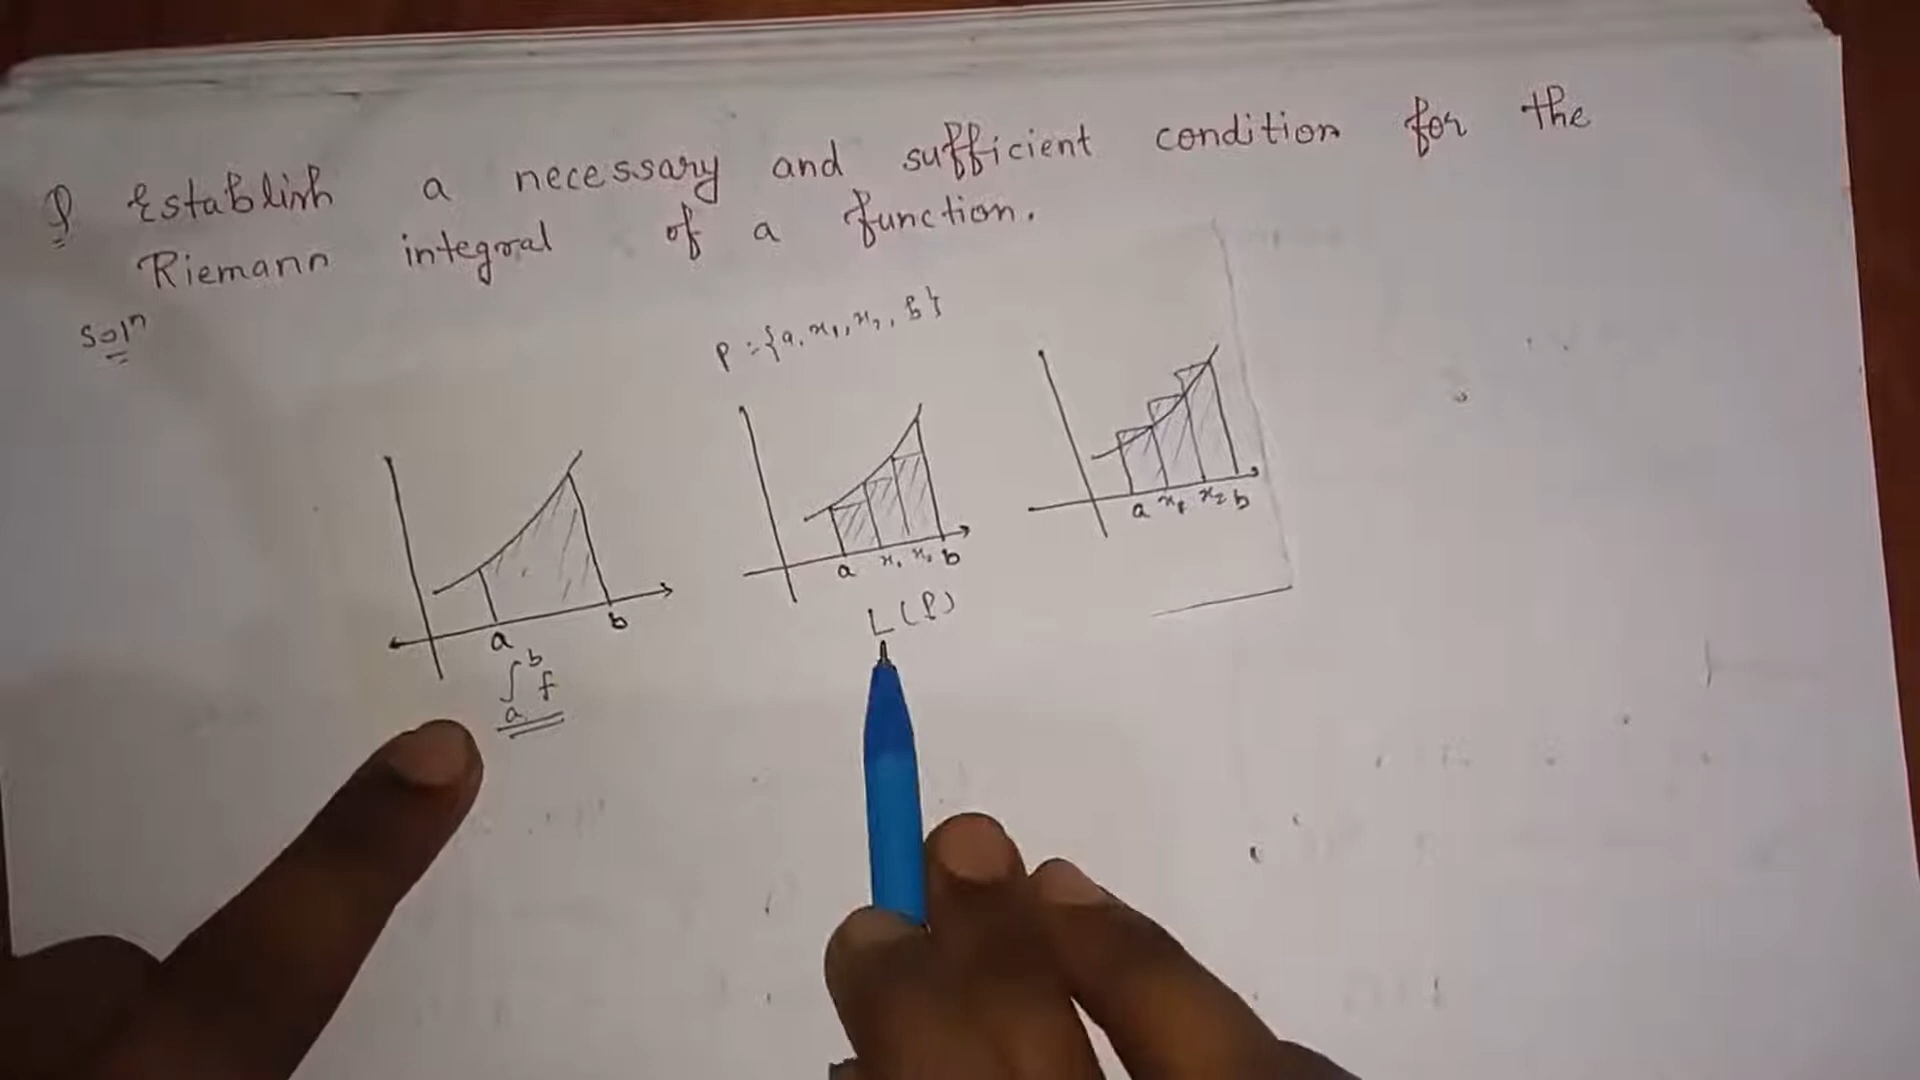 Q Establish a necessary and sufficient condition for the
Riemann integral of a function.
Soln
P = {a, x₁, x₂, b}
a b
∫ₐᵇ f
a x₁ x₂ b
L(P)
a x₁ x₂ b